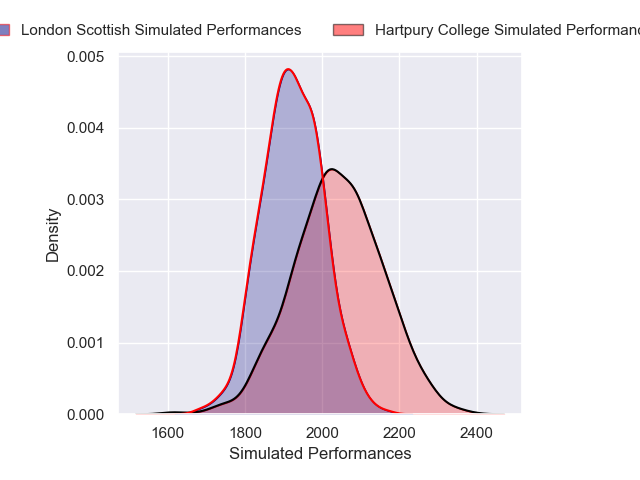 London Scottish Simulated Performances Hartpury College Simulated
0.005
0.004
0.003
0.002
0.001
0.000
Density
1600 1800 2000 2200 2400
Simulated Performances